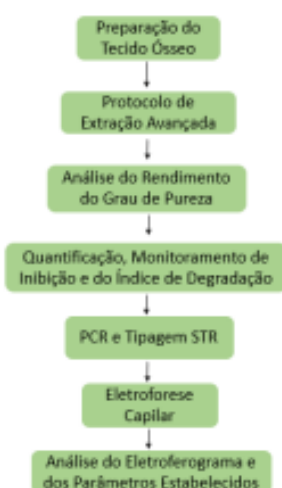 Preparação do
Tecido Ósseo
Protocolo de
Extração Avançada
Análise do Rendimento
do Grau de Pureza
Quantificação, Monitoramento de
Inibição e do Índice de Degradação
PCR e Tipagem STR
Eletroforese
Capilar
Análise do Eletroferograma e
dos Parâmetros Estabelecidos